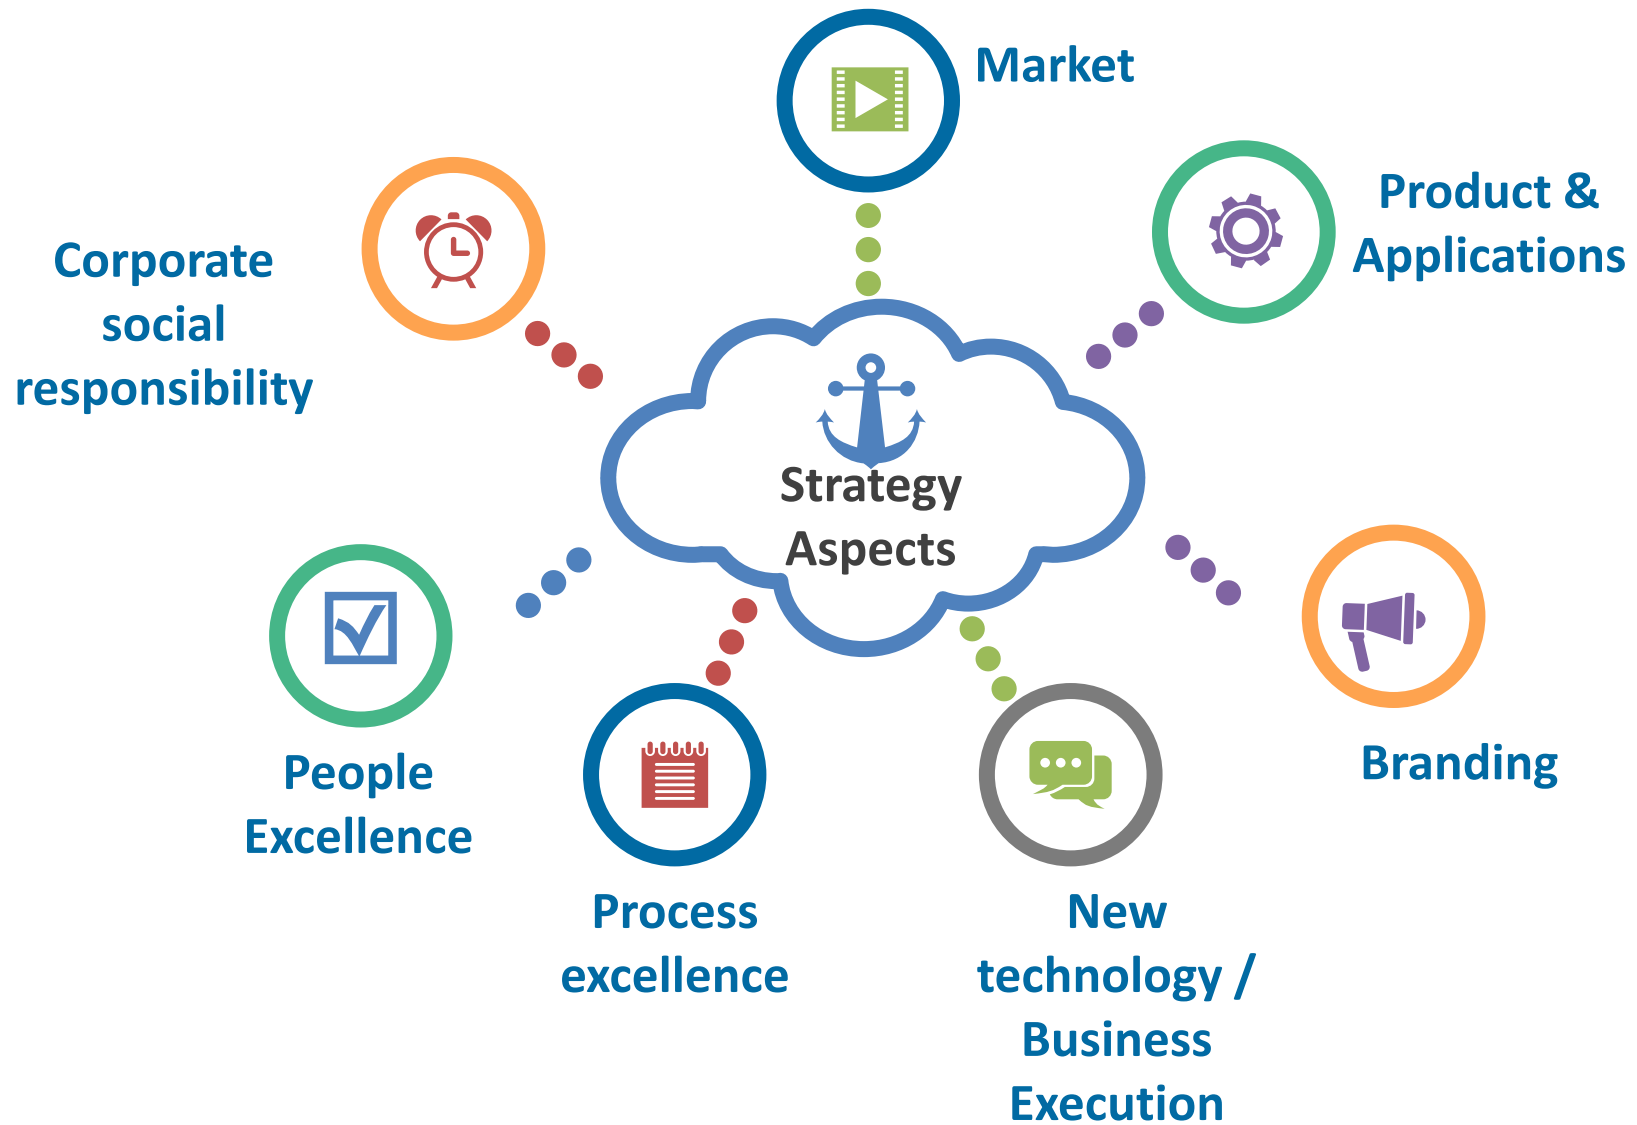 Market
Product &
Applications
Corporate
social
responsibility
Strategy
Aspects
Branding
People
Excellence
Process
excellence
New
technology /
Business
Execution